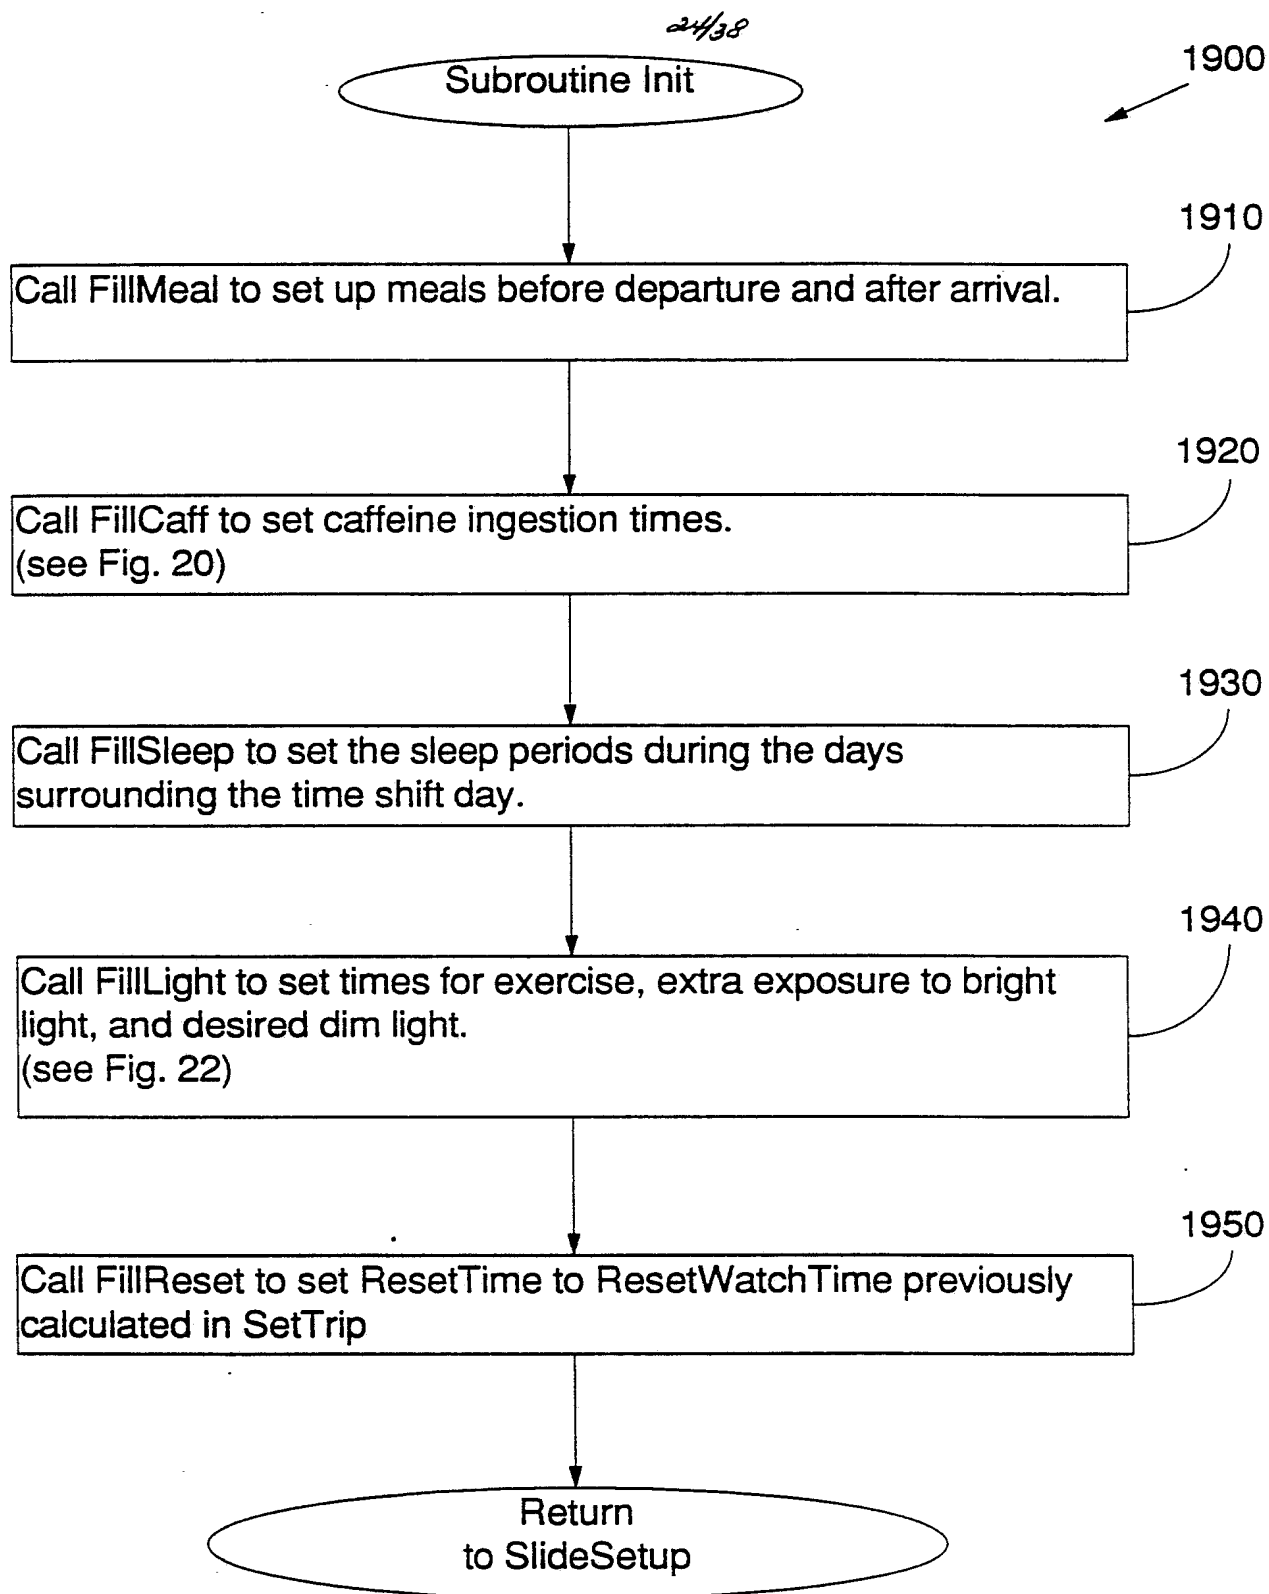 24/38
Subroutine Init
1900
1910
Call FillMeal to set up meals before departure and after arrival.
1920
Call FillCaff to set caffeine ingestion times.
(see Fig. 20)
1930
Call FillSleep to set the sleep periods during the days
surrounding the time shift day.
1940
Call FillLight to set times for exercise, extra exposure to bright
light, and desired dim light.
(see Fig. 22)
1950
Call FillReset to set ResetTime to ResetWatchTime previously
calculated in SetTrip
Return
to SlideSetup